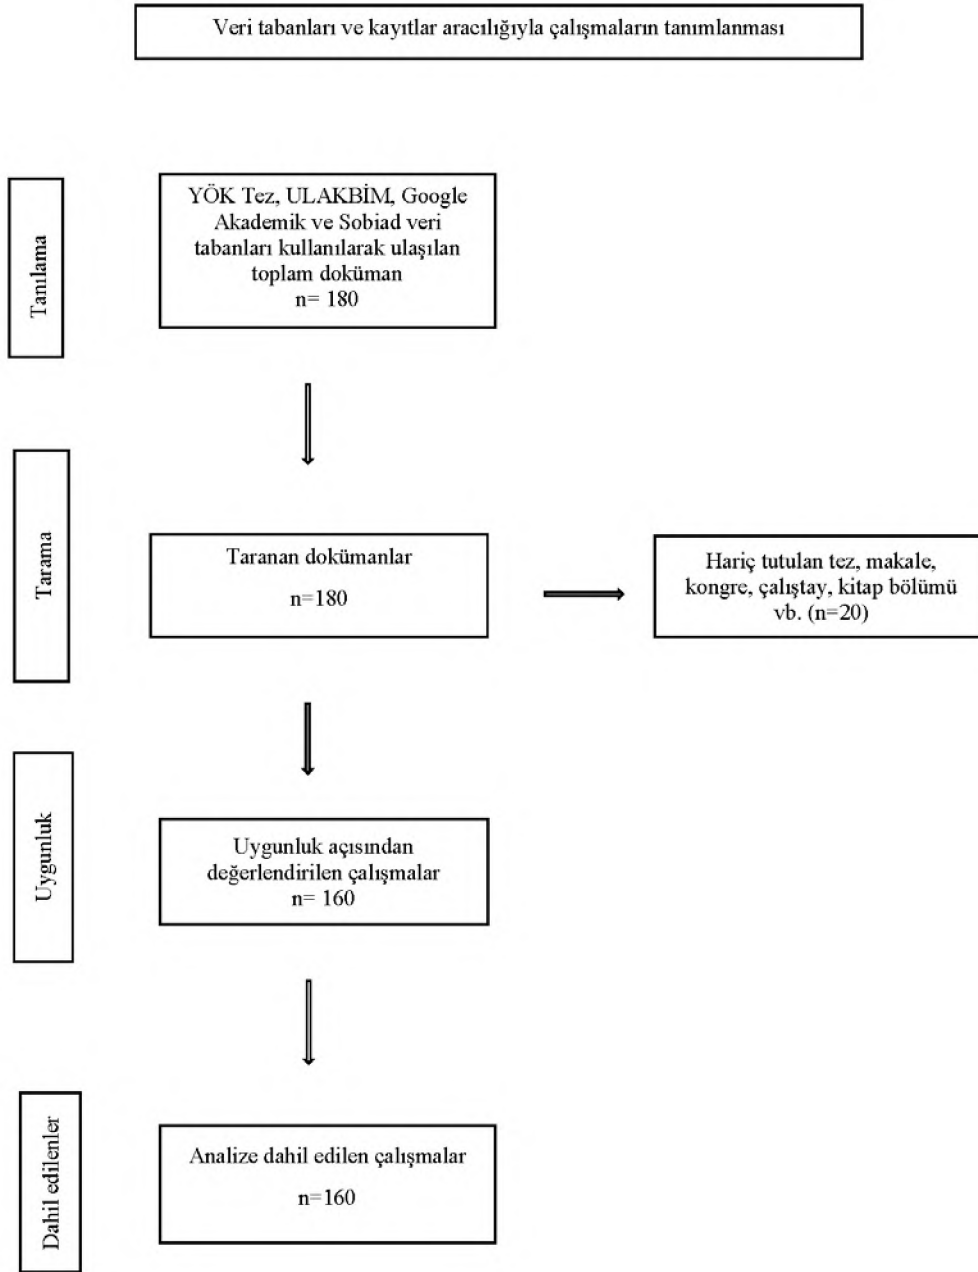 Veri tabanları ve kayıtlar aracılığıyla çalışmaların tanımlanması
Tanılama
YÖK Tez, ULAKBİM, Google
Akademik ve Sobiad veri
tabanları kullanılarak ulaşılan
toplam doküman
n= 180
Tarama
Taranan dokümanlar
n=180
Hariç tutulan tez, makale,
kongre, çalıştay, kitap bölümü
vb. (n=20)
Uygunluk
Uygunluk açısından
değerlendirilen çalışmalar
n= 160
Dahil edilenler
Analize dahil edilen çalışmalar
n=160